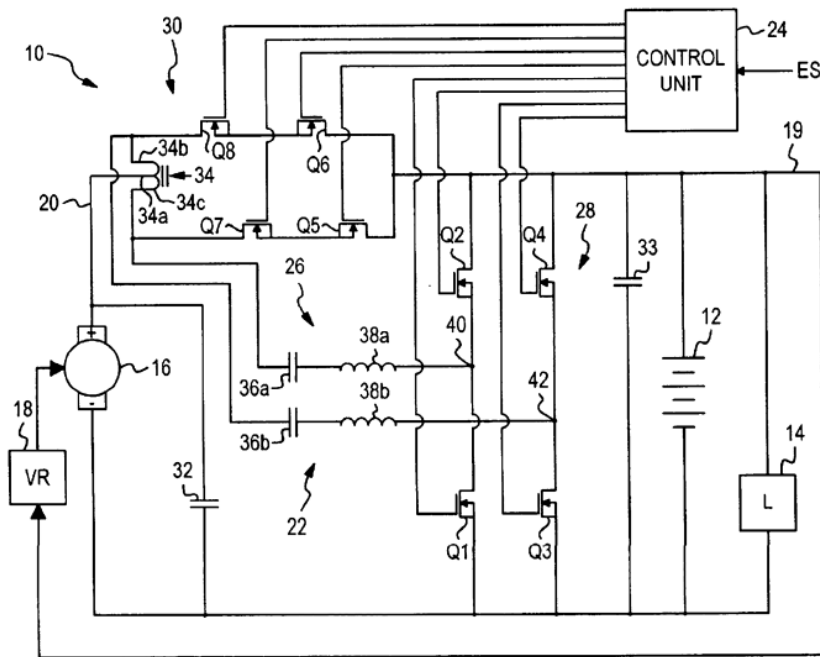 30
24
10
CONTROL
UNIT
ES
Q8
Q6
34b
34
19
20
34a
34c
Q7
Q5
Q2
Q4
28
33
26
12
38a
40
16
36a
38b
42
18
36b
14
VR
32
22
L
Q1
Q3
+
-